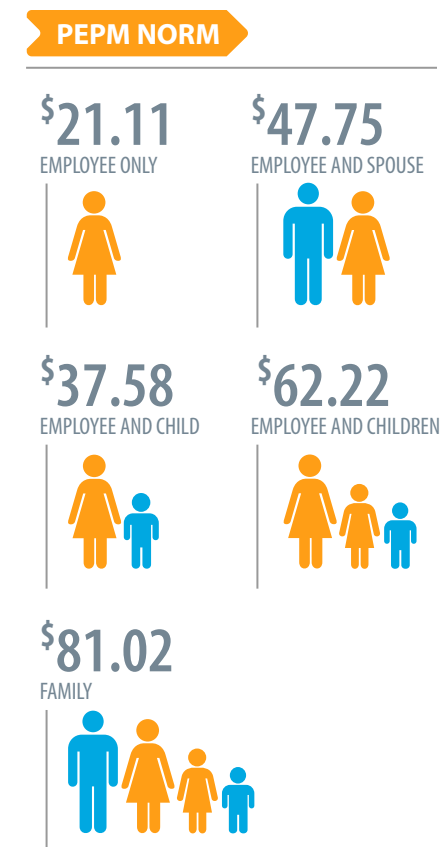 PEPM NORM
$21.11
EMPLOYEE ONLY
$47.75
EMPLOYEE AND SPOUSE
$37.58
EMPLOYEE AND CHILD
$62.22
EMPLOYEE AND CHILDREN
$81.02
FAMILY